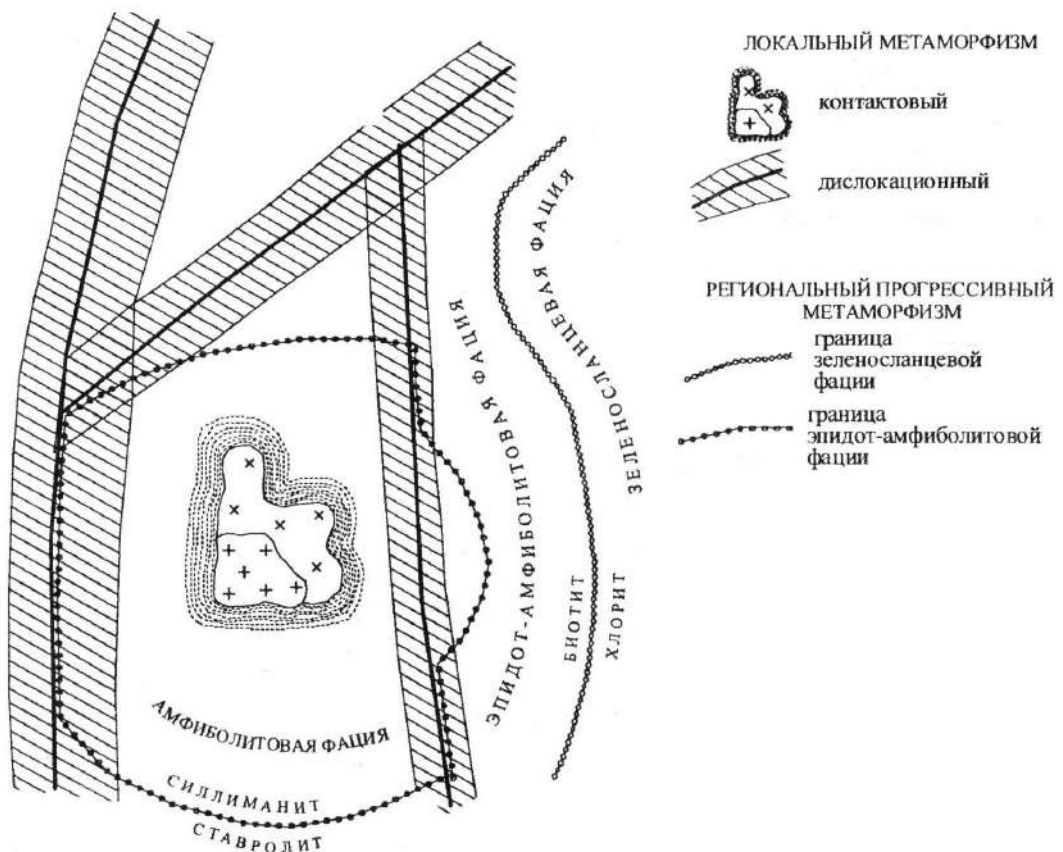 ЛОКАЛЬНЫЙ МЕТАМОРФИЗМ
контактовый
дислокационный
РЕГИОНАЛЬНЫЙ ПРОГРЕССИВНЫЙ
МЕТАМОРФИЗМ
граница
зеленосланцевой
фации
граница
эпидот-амфиболитовой
фации
ЗЕЛЕНОСЛАНЦЕВАЯ ФАЦИЯ
ЭПИДОТ-АМФИБОЛИТОВАЯ ФАЦИЯ
БИОТИТ
ХЛОРИТ
АМФИБОЛИТОВАЯ ФАЦИЯ
СИЛЛИМАНИТ
СТАВРОЛИТ